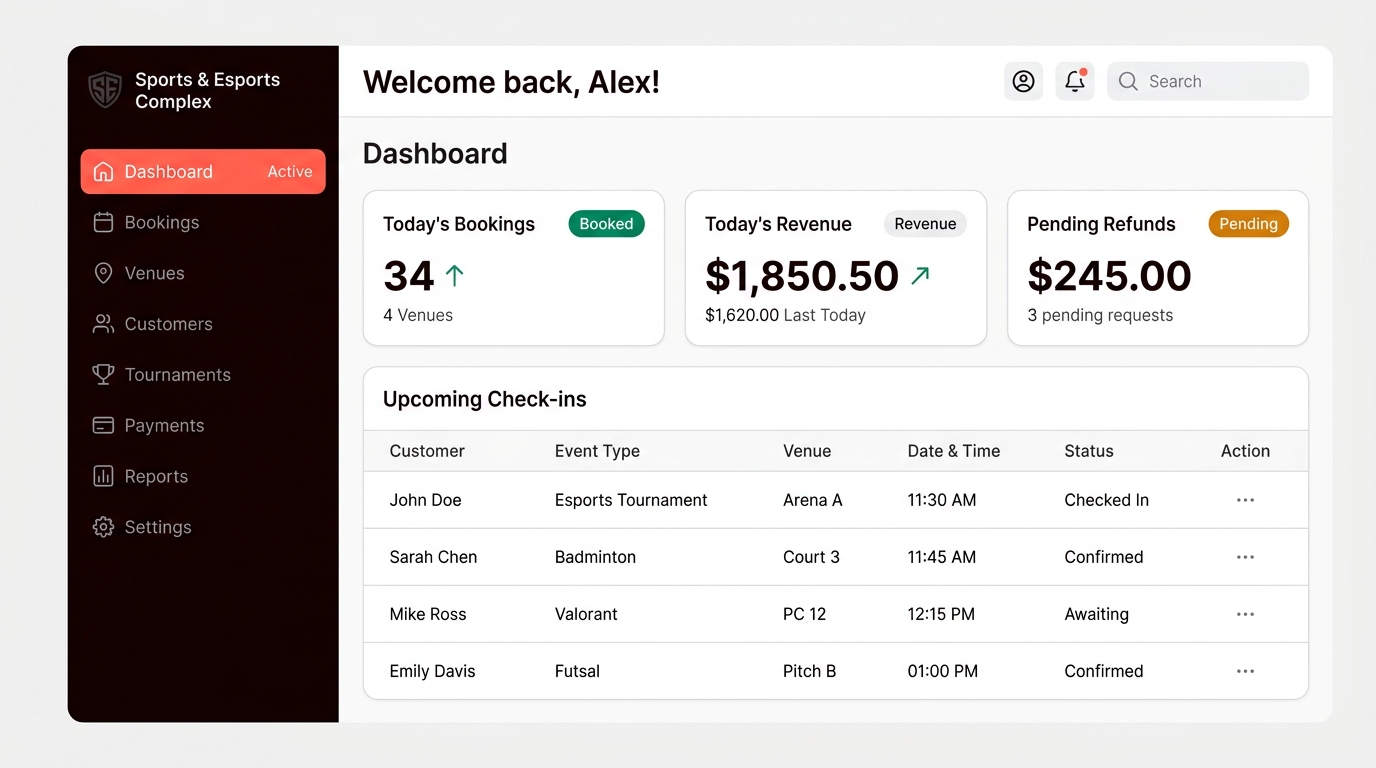 SE
Sports & Esports
Complex
Dashboard Active
Bookings
Venues
Customers
Tournaments
Payments
Reports
Settings
Welcome back, Alex!
Search
Dashboard
Today's Bookings Booked
34
4 Venues
Today's Revenue Revenue
$1,850.50
$1,620.00 Last Today
Pending Refunds Pending
$245.00
3 pending requests
Upcoming Check-ins
Customer Event Type Venue Date & Time Status Action
John Doe Esports Tournament Arena A 11:30 AM Checked In
Sarah Chen Badminton Court 3 11:45 AM Confirmed
Mike Ross Valorant PC 12 12:15 PM Awaiting
Emily Davis Futsal Pitch B 01:00 PM Confirmed